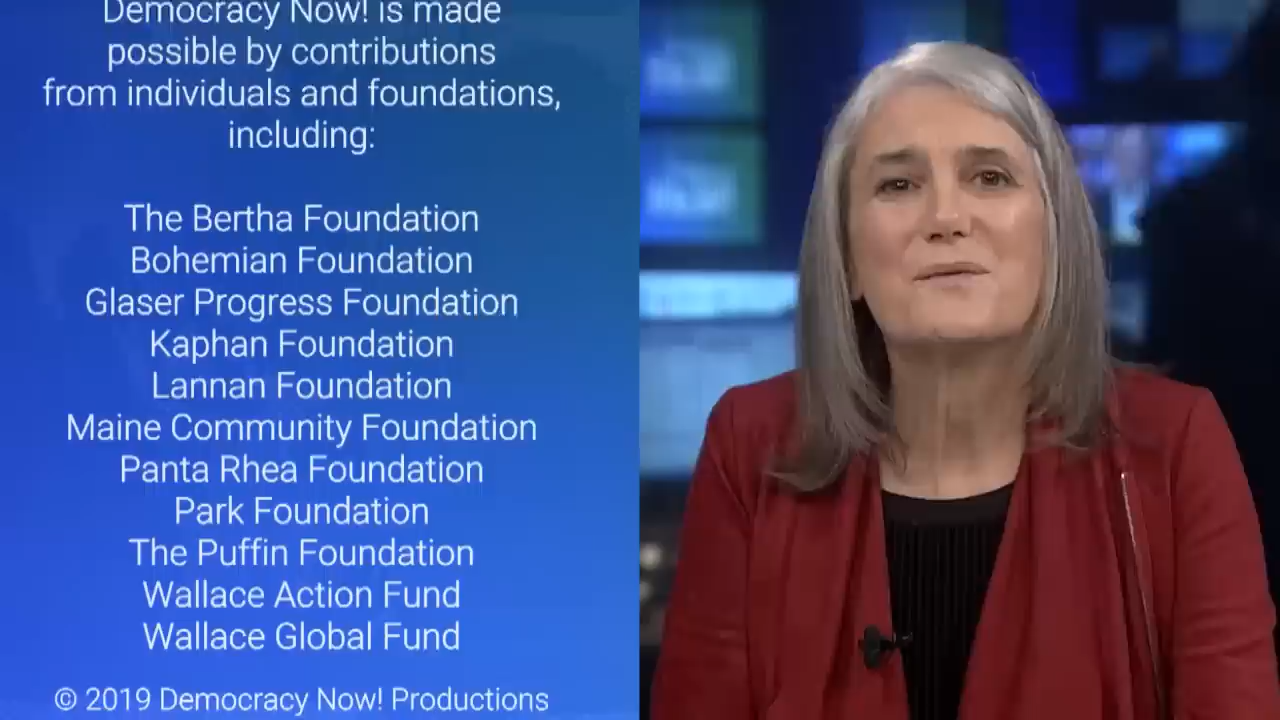 Democracy Now! is made
possible by contributions
from individuals and foundations,
including:
The Bertha Foundation
Bohemian Foundation
Glaser Progress Foundation
Kaphan Foundation
Lannan Foundation
Maine Community Foundation
Panta Rhea Foundation
Park Foundation
The Puffin Foundation
Wallace Action Fund
Wallace Global Fund
© 2019 Democracy Now! Productions